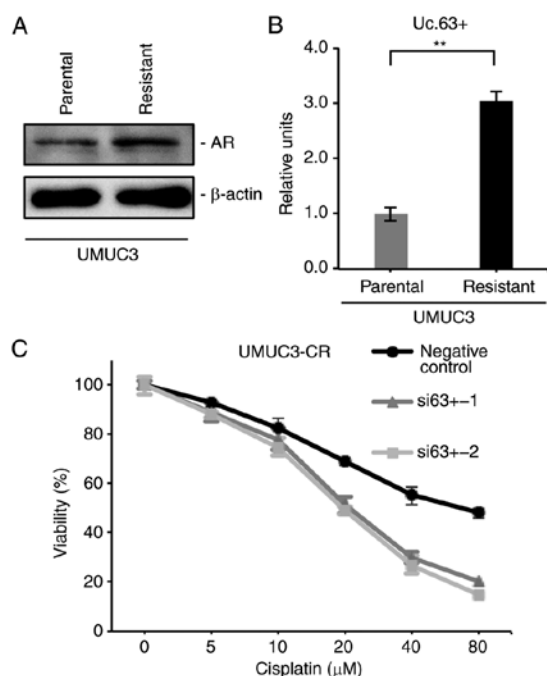 A
Parental
Resistant
- AR
- β-actin
UMUC3
B
Uc.63+
**
Relative units
4.0
3.0
2.0
1.0
0.0
Parental
Resistant
UMUC3
C
UMUC3-CR
Negative
control
si63+–1
si63+–2
Viability (%)
100
80
60
40
20
0
0 5 10 20 40 80
Cisplatin (μM)